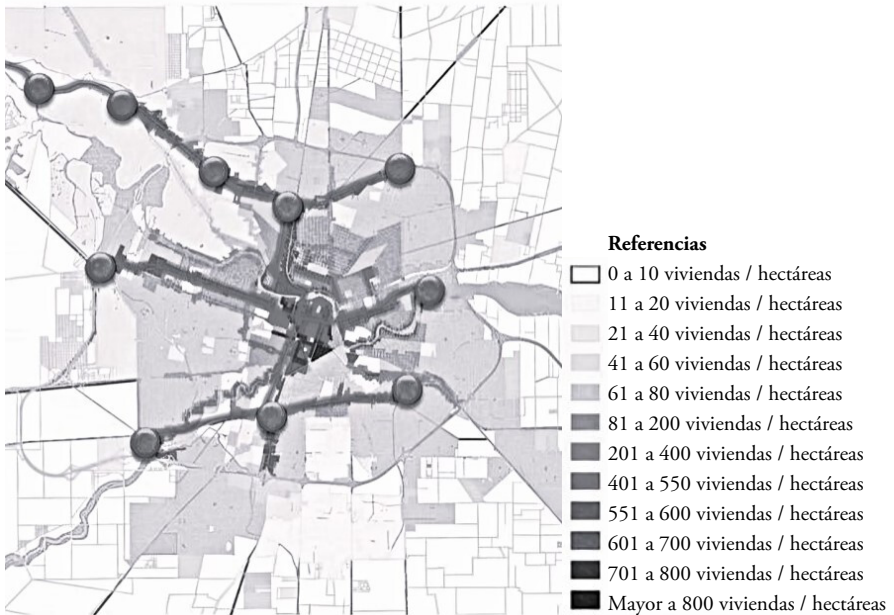 Referencias
0 a 10 viviendas / hectáreas
11 a 20 viviendas / hectáreas
21 a 40 viviendas / hectáreas
41 a 60 viviendas / hectáreas
61 a 80 viviendas / hectáreas
81 a 200 viviendas / hectáreas
201 a 400 viviendas / hectáreas
401 a 550 viviendas / hectáreas
551 a 600 viviendas / hectáreas
601 a 700 viviendas / hectáreas
701 a 800 viviendas / hectáreas
Mayor a 800 viviendas / hectáreas